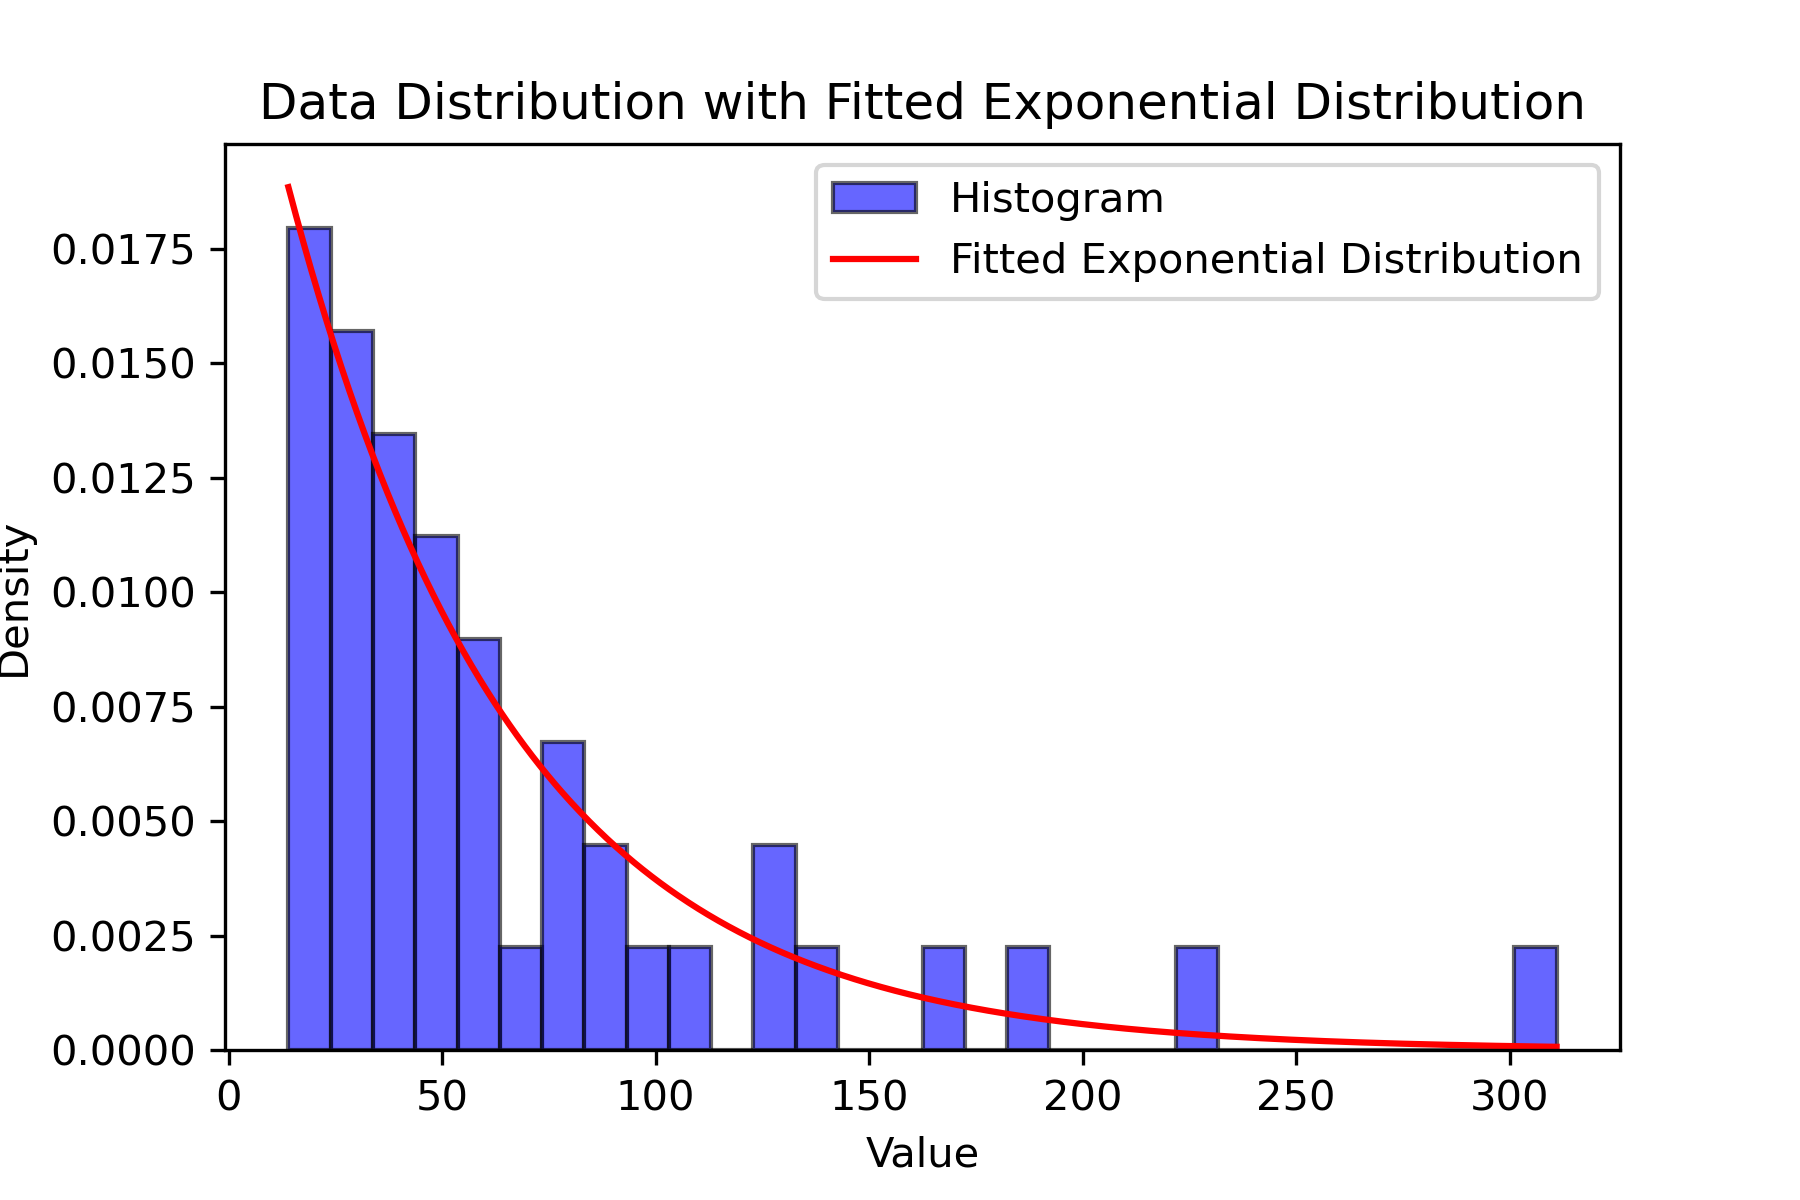 Data Distribution with Fitted Exponential Distribution
Histogram
Fitted Exponential Distribution
0.0175
0.0150
0.0125
0.0100
0.0075
0.0050
0.0025
0.0000
Density
0 50 100 150 200 250 300
Value